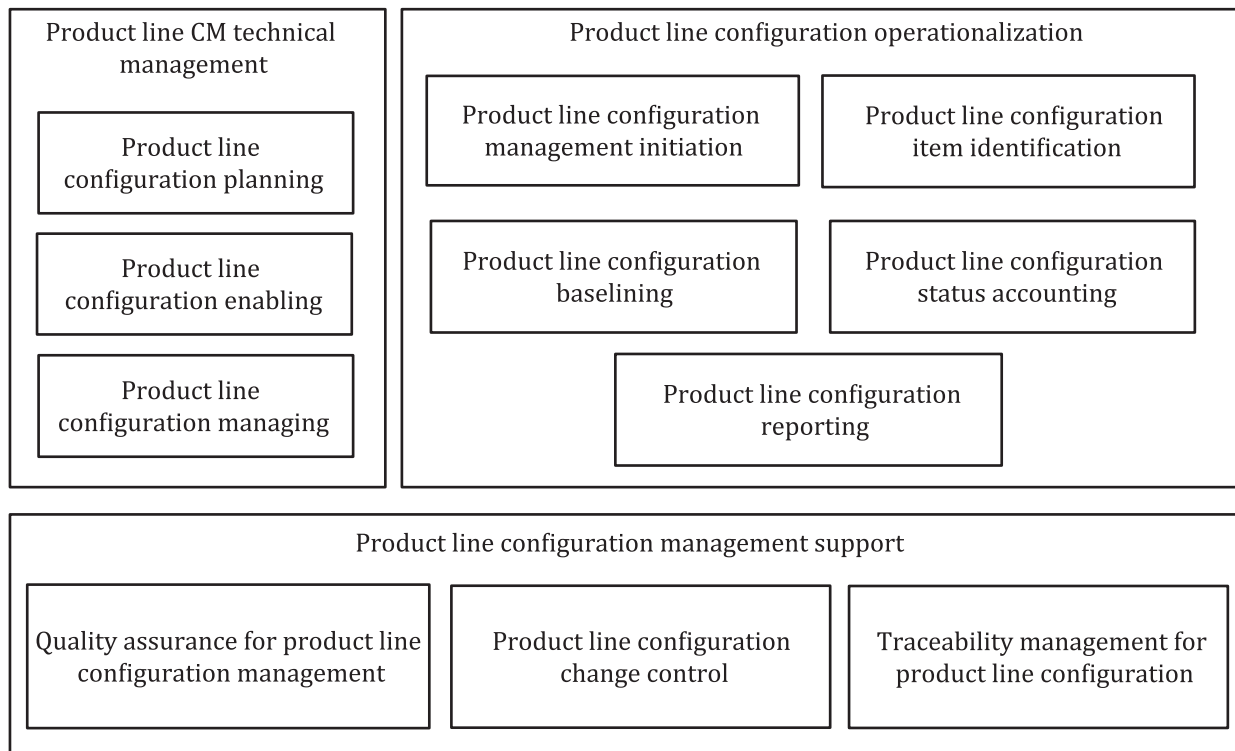 Product line CM technical
management
Product line
configuration planning
Product line
configuration enabling
Product line
configuration managing
Product line configuration operationalization
Product line configuration
management initiation
Product line configuration
item identification
Product line configuration
baselining
Product line configuration
status accounting
Product line configuration
reporting
Product line configuration management support
Quality assurance for product line
configuration management
Product line configuration
change control
Traceability management for
product line configuration